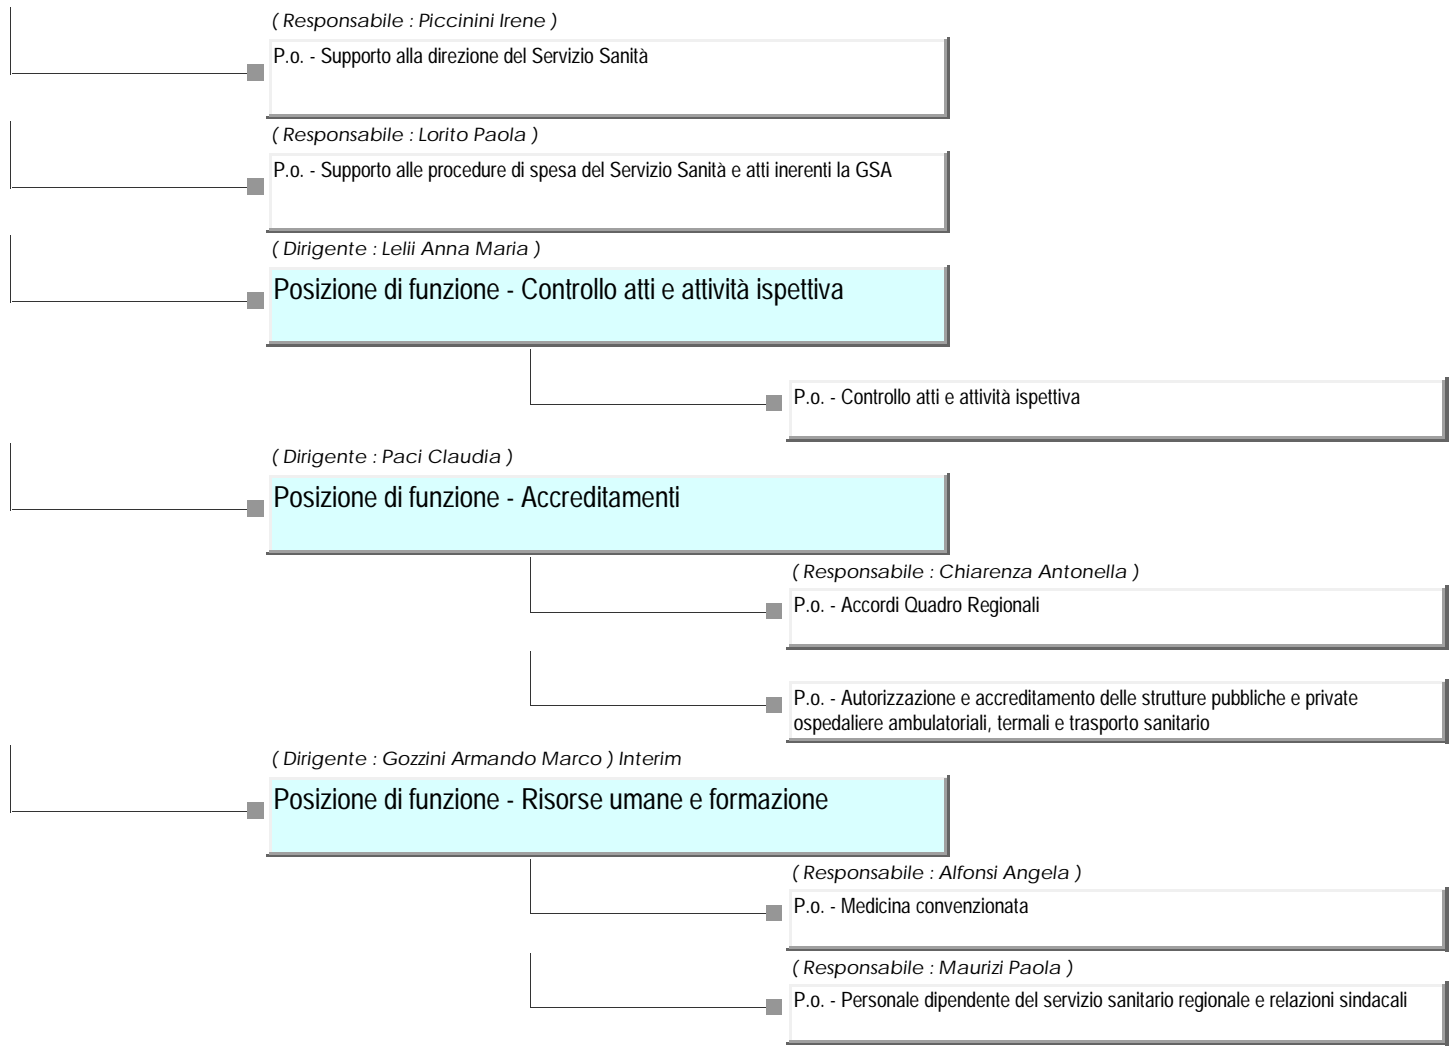 ( Responsabile : Piccinini Irene )
P.o. - Supporto alla direzione del Servizio Sanità
( Responsabile : Lorito Paola )
P.o. - Supporto alle procedure di spesa del Servizio Sanità e atti inerenti la GSA
( Dirigente : Lelii Anna Maria )
Posizione di funzione - Controllo atti e attività ispettiva
P.o. - Controllo atti e attività ispettiva
( Dirigente : Paci Claudia )
Posizione di funzione - Accreditamenti
( Responsabile : Chiarenza Antonella )
P.o. - Accordi Quadro Regionali
P.o. - Autorizzazione e accreditamento delle strutture pubbliche e private
ospedaliere ambulatoriali, termali e trasporto sanitario
( Dirigente : Gozzini Armando Marco ) Interim
Posizione di funzione - Risorse umane e formazione
( Responsabile : Alfonsi Angela )
P.o. - Medicina convenzionata
( Responsabile : Maurizi Paola )
P.o. - Personale dipendente del servizio sanitario regionale e relazioni sindacali